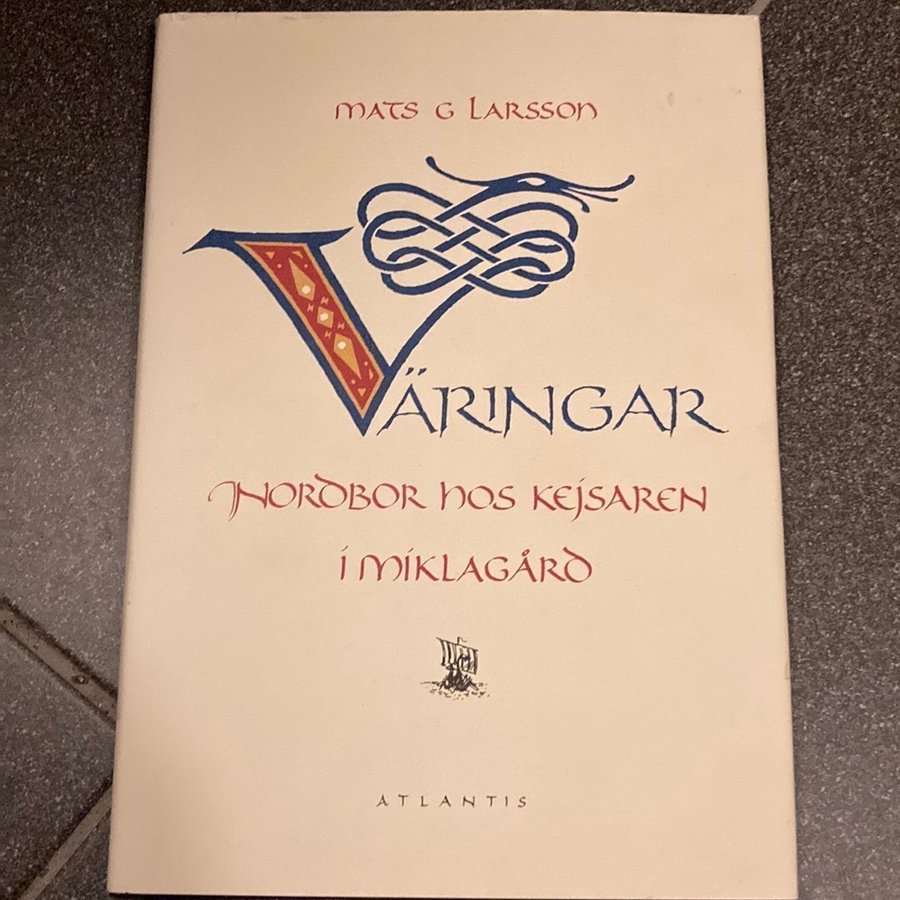 MATS G LARSSON
VÄRINGAR
NORDBOR HOS KEJSAREN
I MIKLAGÅRD
ATLANTIS